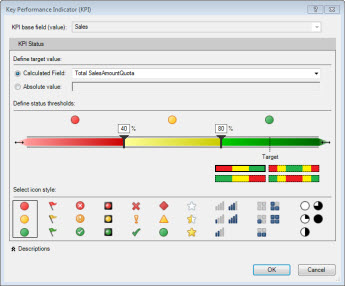 Key Performance Indicator (KPI)
KPI base field (value): Sales
KPI Status
Define target value:
Calculated Field: Total SalesAmountQuota
Absolute value:
Define status thresholds:
40 % 80 %
Target
Select icon style:
Descriptions
OK Cancel